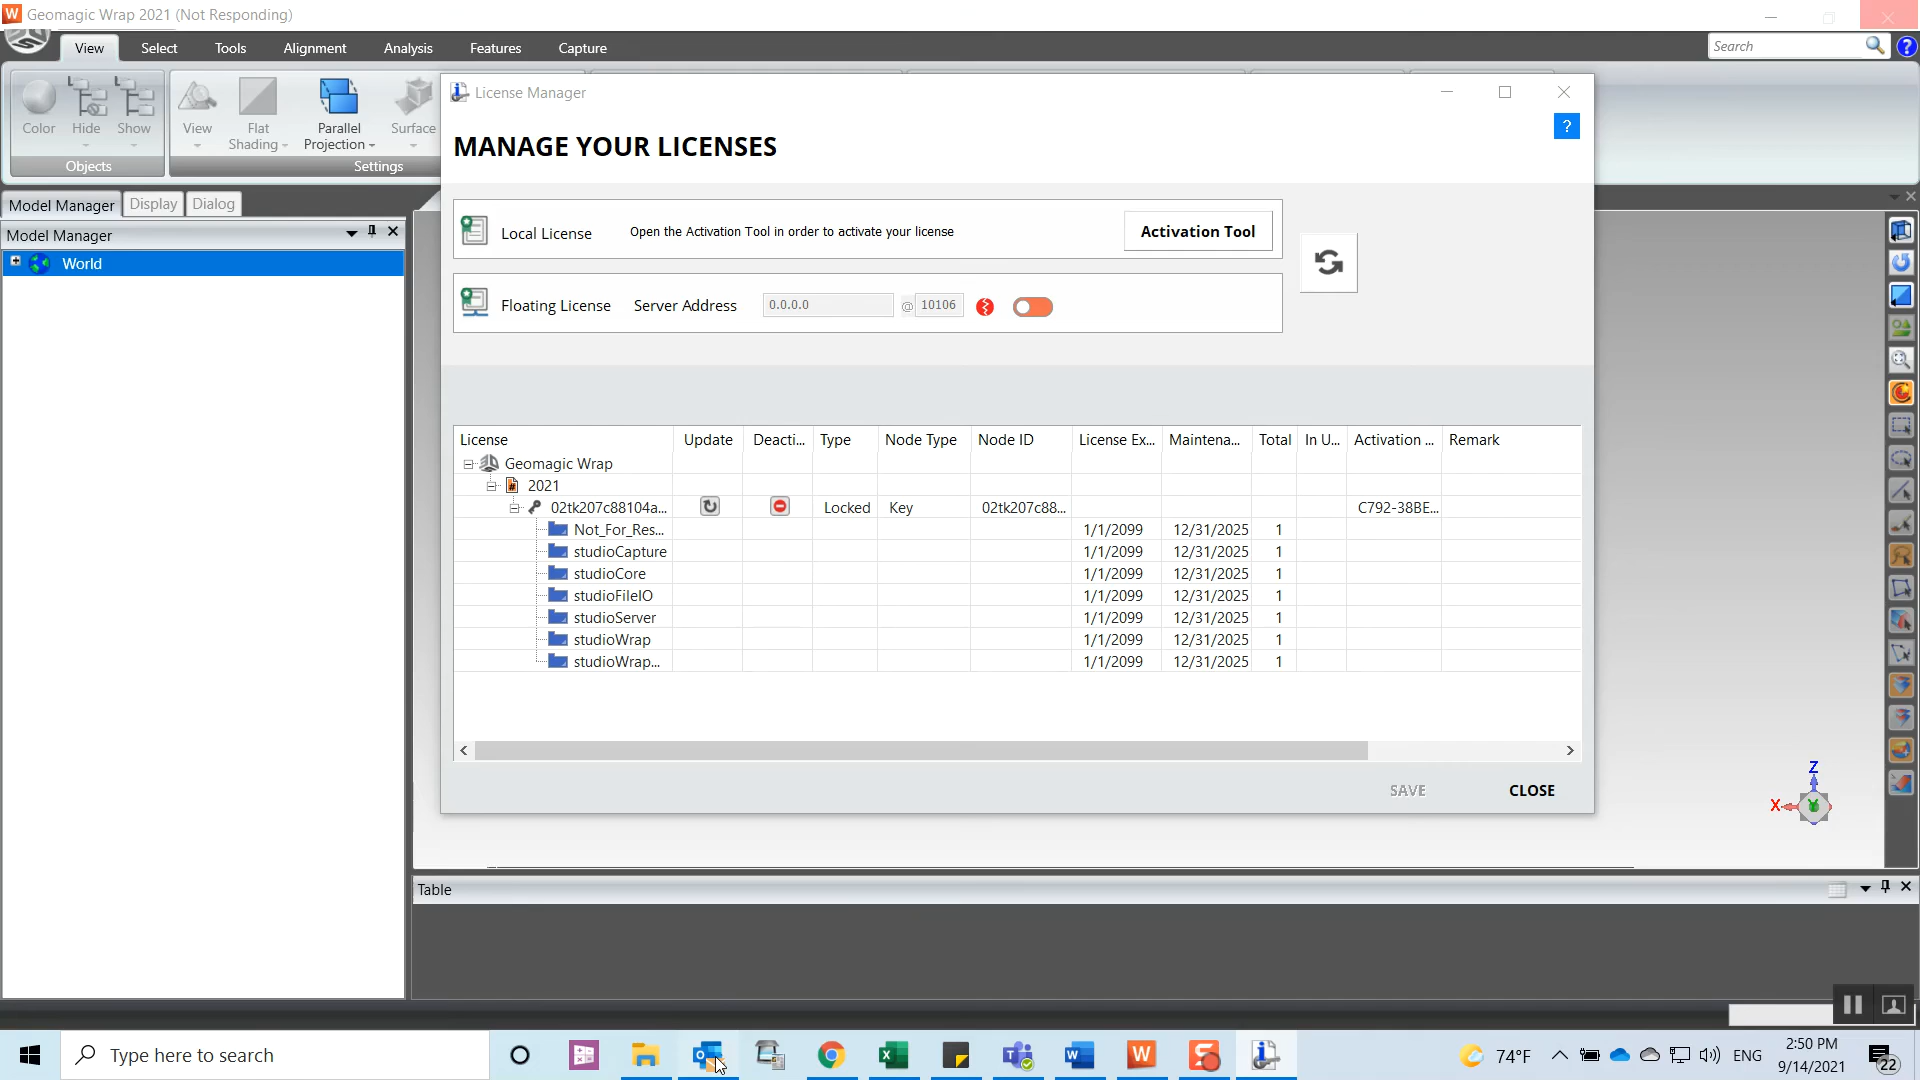 Geomagic Wrap 2021 (Not Responding)
View Select Tools Alignment Analysis Features Capture
Search
Color Hide Show View Flat Shading Parallel Projection Surface
Objects Settings
Model Manager Display Dialog
Model Manager
World
License Manager
MANAGE YOUR LICENSES
?
Local License Open the Activation Tool in order to activate your license Activation Tool
Floating License Server Address 0.0.0.0 @ 10106
License Update Deacti... Type Node Type Node ID License Ex... Maintena... Total In U... Activation ... Remark
Geomagic Wrap
2021
02tk207c88104a... Locked Key 02tk207c88... C792-38BE...
Not_For_Res... 1/1/2099 12/31/2025 1
studioCapture 1/1/2099 12/31/2025 1
studioCore 1/1/2099 12/31/2025 1
studioFileIO 1/1/2099 12/31/2025 1
studioServer 1/1/2099 12/31/2025 1
studioWrap 1/1/2099 12/31/2025 1
studioWrap... 1/1/2099 12/31/2025 1
SAVE CLOSE
Z
X
Table
Type here to search
74°F ENG 2:50 PM
9/14/2021
22